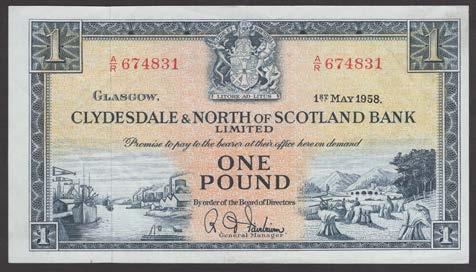 1 1
A/R 674831 A/R 674831
LITORE AD LITUS
GLASGOW, 1ST MAY 1958.
CLYDESDALE & NORTH OF SCOTLAND BANK
LIMITED
Promise to pay to the bearer at their office here on demand
ONE
POUND
By order of the Board of Directors
General Manager
1 1